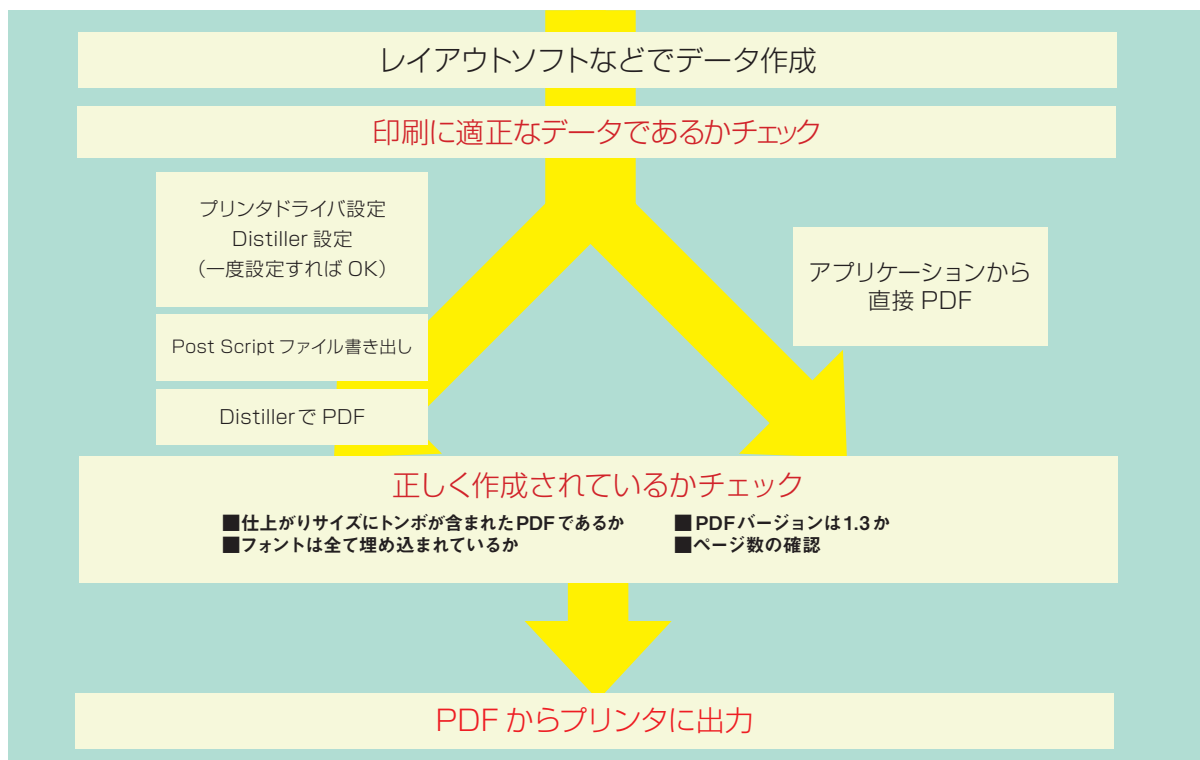 レイアウトソフトなどでデータ作成
印刷に適正なデータであるかチェック
プリンタドライバ設定
Distiller 設定
（一度設定すれば OK）
Post Script ファイル書き出し
Distillerで PDF
アプリケーションから
直接 PDF
正しく作成されているかチェック
■仕上がりサイズにトンボが含まれたPDFであるか
■フォントは全て埋め込まれているか
■PDFバージョンは1.3か
■ページ数の確認
PDF からプリンタに出力